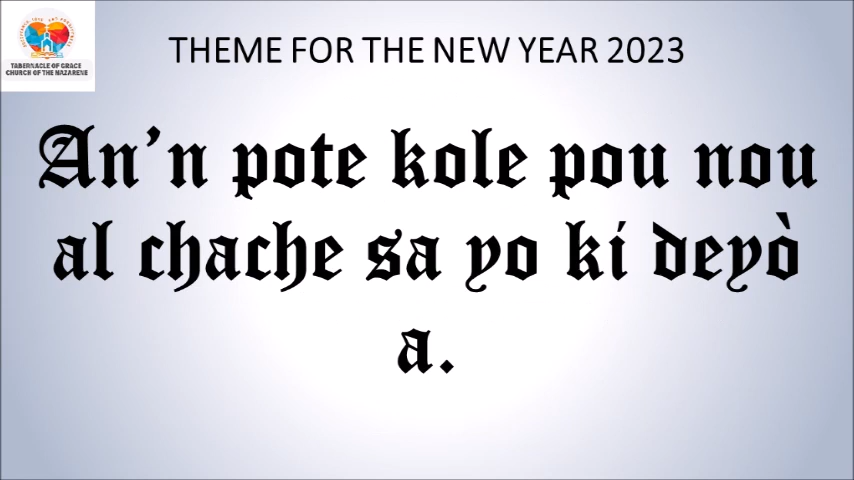 TABERNACLE OF GRACE
CHURCH OF THE NAZARENE
THEME FOR THE NEW YEAR 2023
An'n pote kole pou nou
al chache sa yo ki deyò
a.